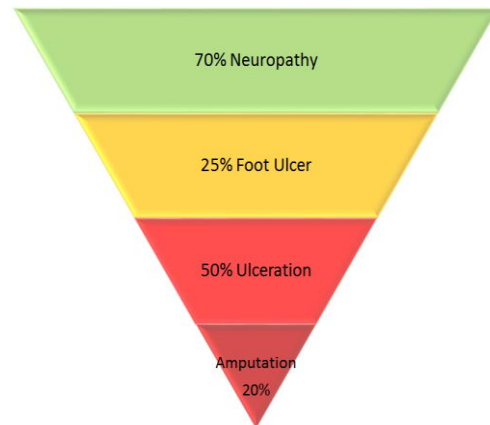 70% Neuropathy
25% Foot Ulcer
50% Ulceration
Amputation
20%